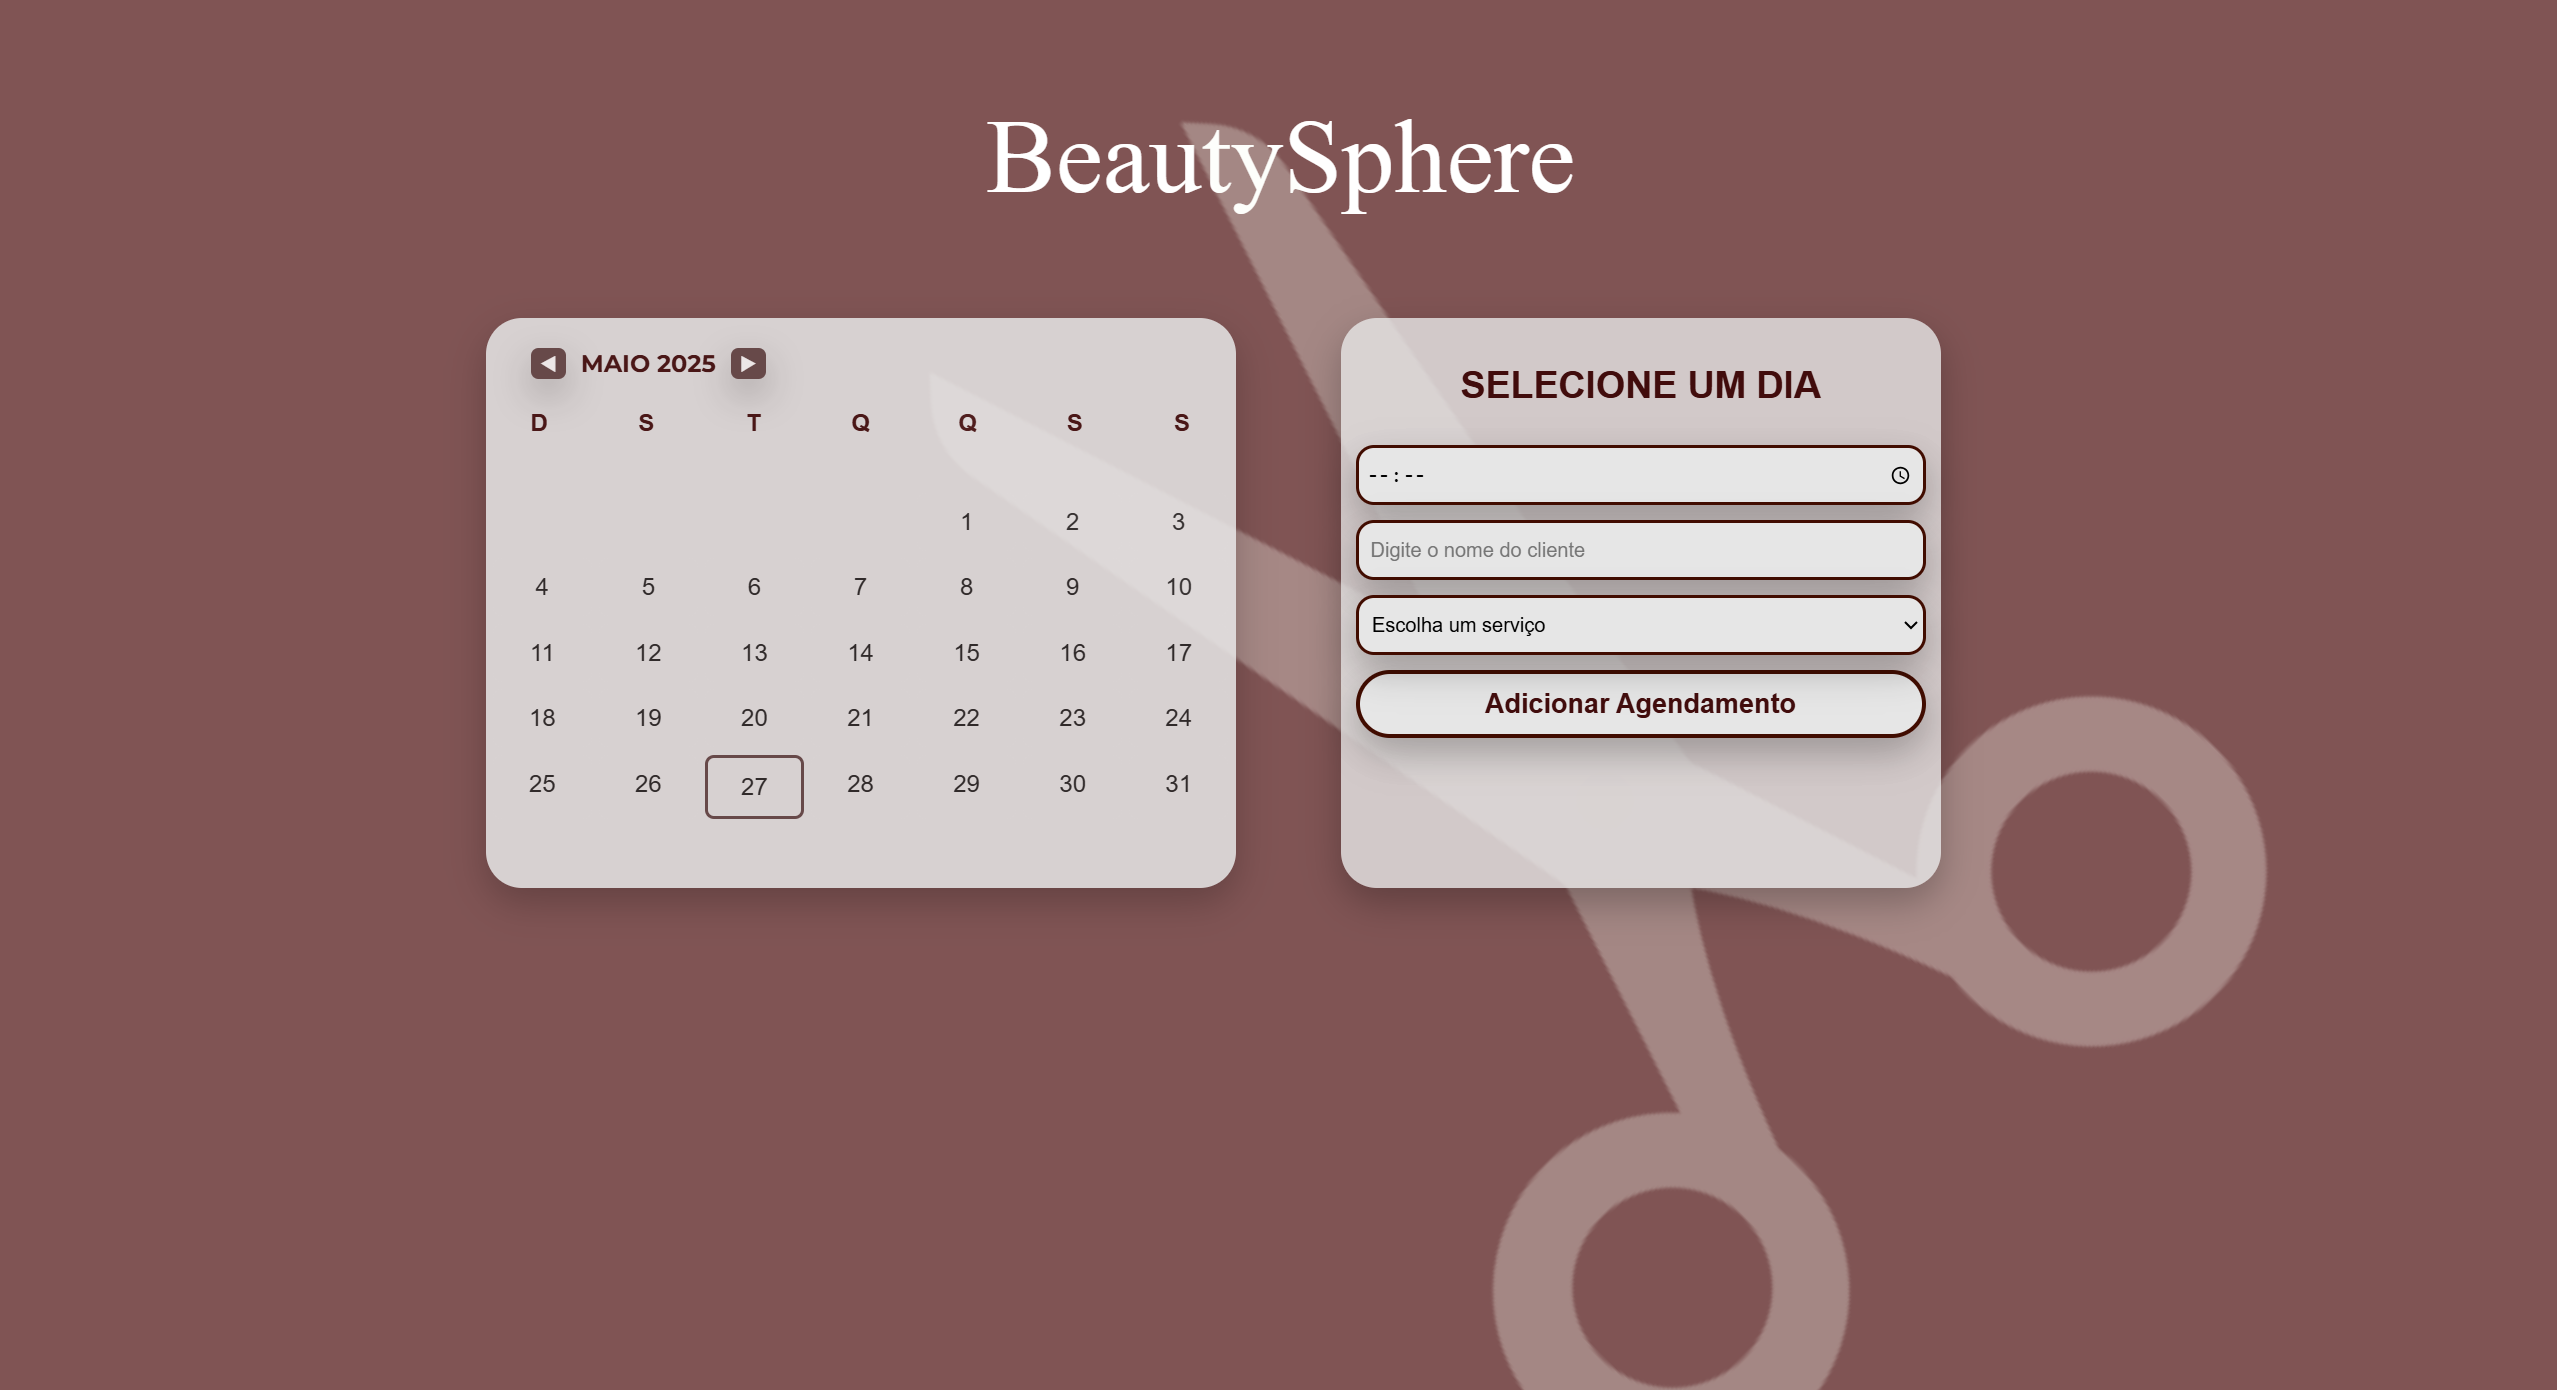 BeautySphere
MAIO 2025
D S T Q Q S S
1 2 3
4 5 6 7 8 9 10
11 12 13 14 15 16 17
18 19 20 21 22 23 24
25 26 27 28 29 30 31
SELECIONE UM DIA
--:--
Digite o nome do cliente
Escolha um serviço
Adicionar Agendamento